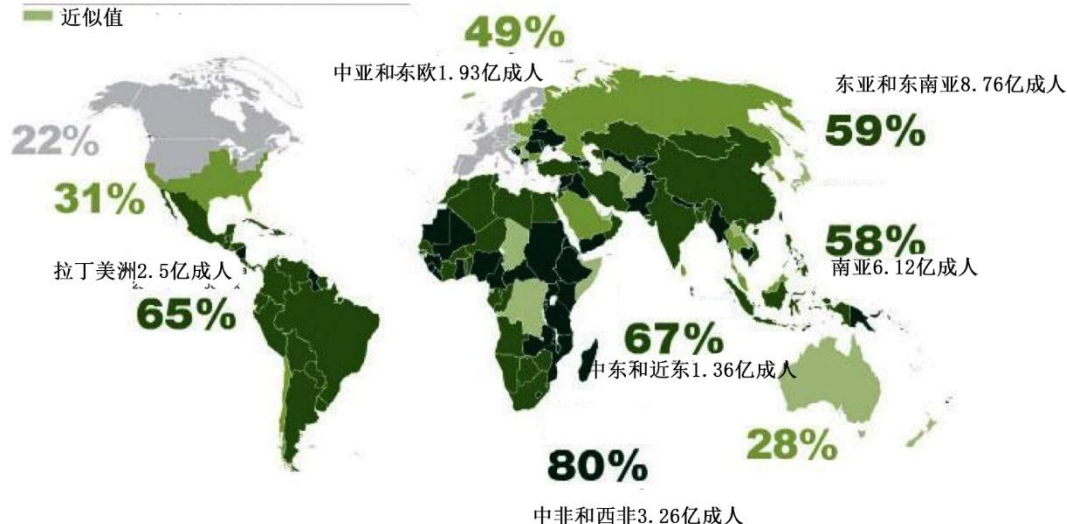 近似值
49%
中亚和东欧1.93亿成人
东亚和东南亚8.76亿成人
59%
22%
31%
58%
南亚6.12亿成人
拉丁美洲2.5亿成人
65%
67%
中东和近东1.36亿成人
28%
80%
中非和西非3.26亿成人